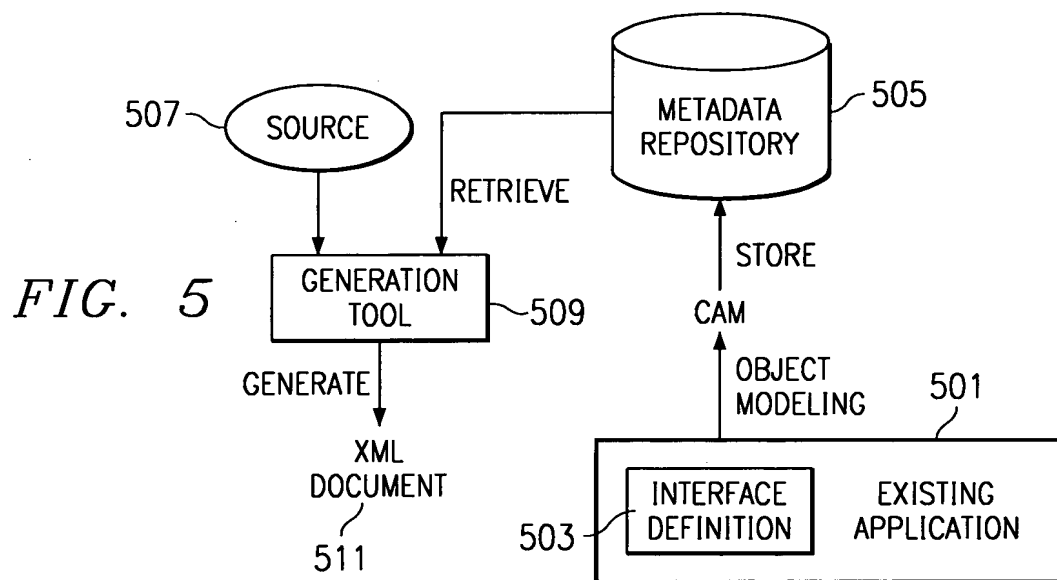 507
SOURCE
METADATA
REPOSITORY
505
RETRIEVE
STORE
FIG. 5
GENERATION
TOOL
509
CAM
GENERATE
OBJECT
MODELING
501
XML
DOCUMENT
511
503
INTERFACE
DEFINITION
EXISTING
APPLICATION